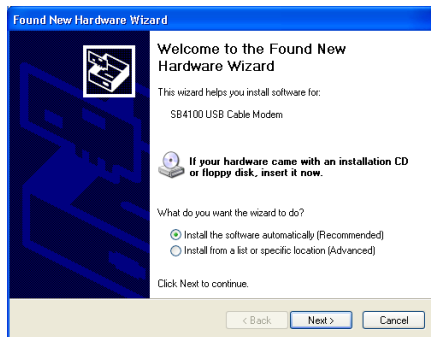 Found New Hardware Wizard
Welcome to the Found New
Hardware Wizard
This wizard helps you install software for:
SB4100 USB Cable Modem
If your hardware came with an installation CD
or floppy disk, insert it now.
What do you want the wizard to do?
Install the software automatically (Recommended)
Install from a list or specific location (Advanced)
Click Next to continue.
< Back Next > Cancel